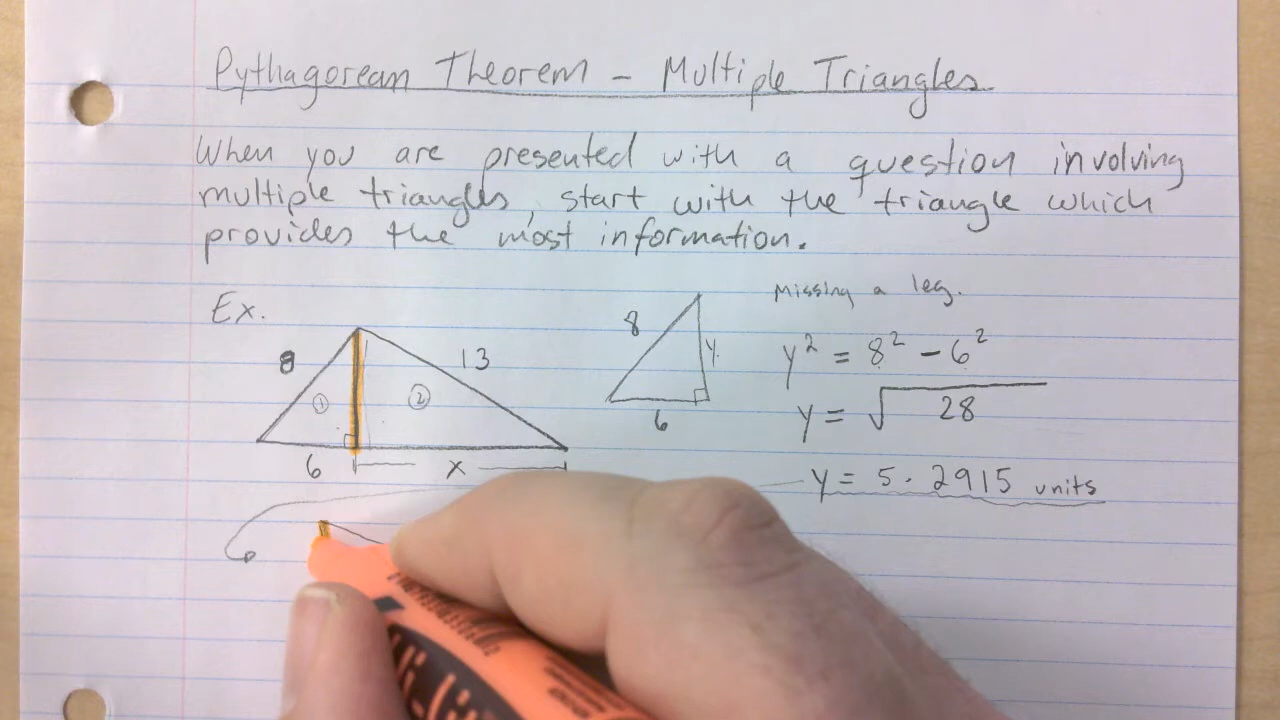 Pythagorean Theorem - Multiple Triangles
When you are presented with a question involving
multiple triangles, start with the triangle which
provides the most information.
Ex.
8
13
① ②
6
x
8
y
6
Missing a leg.
y² = 8² - 6²
y = √28
y = 5.2915 units